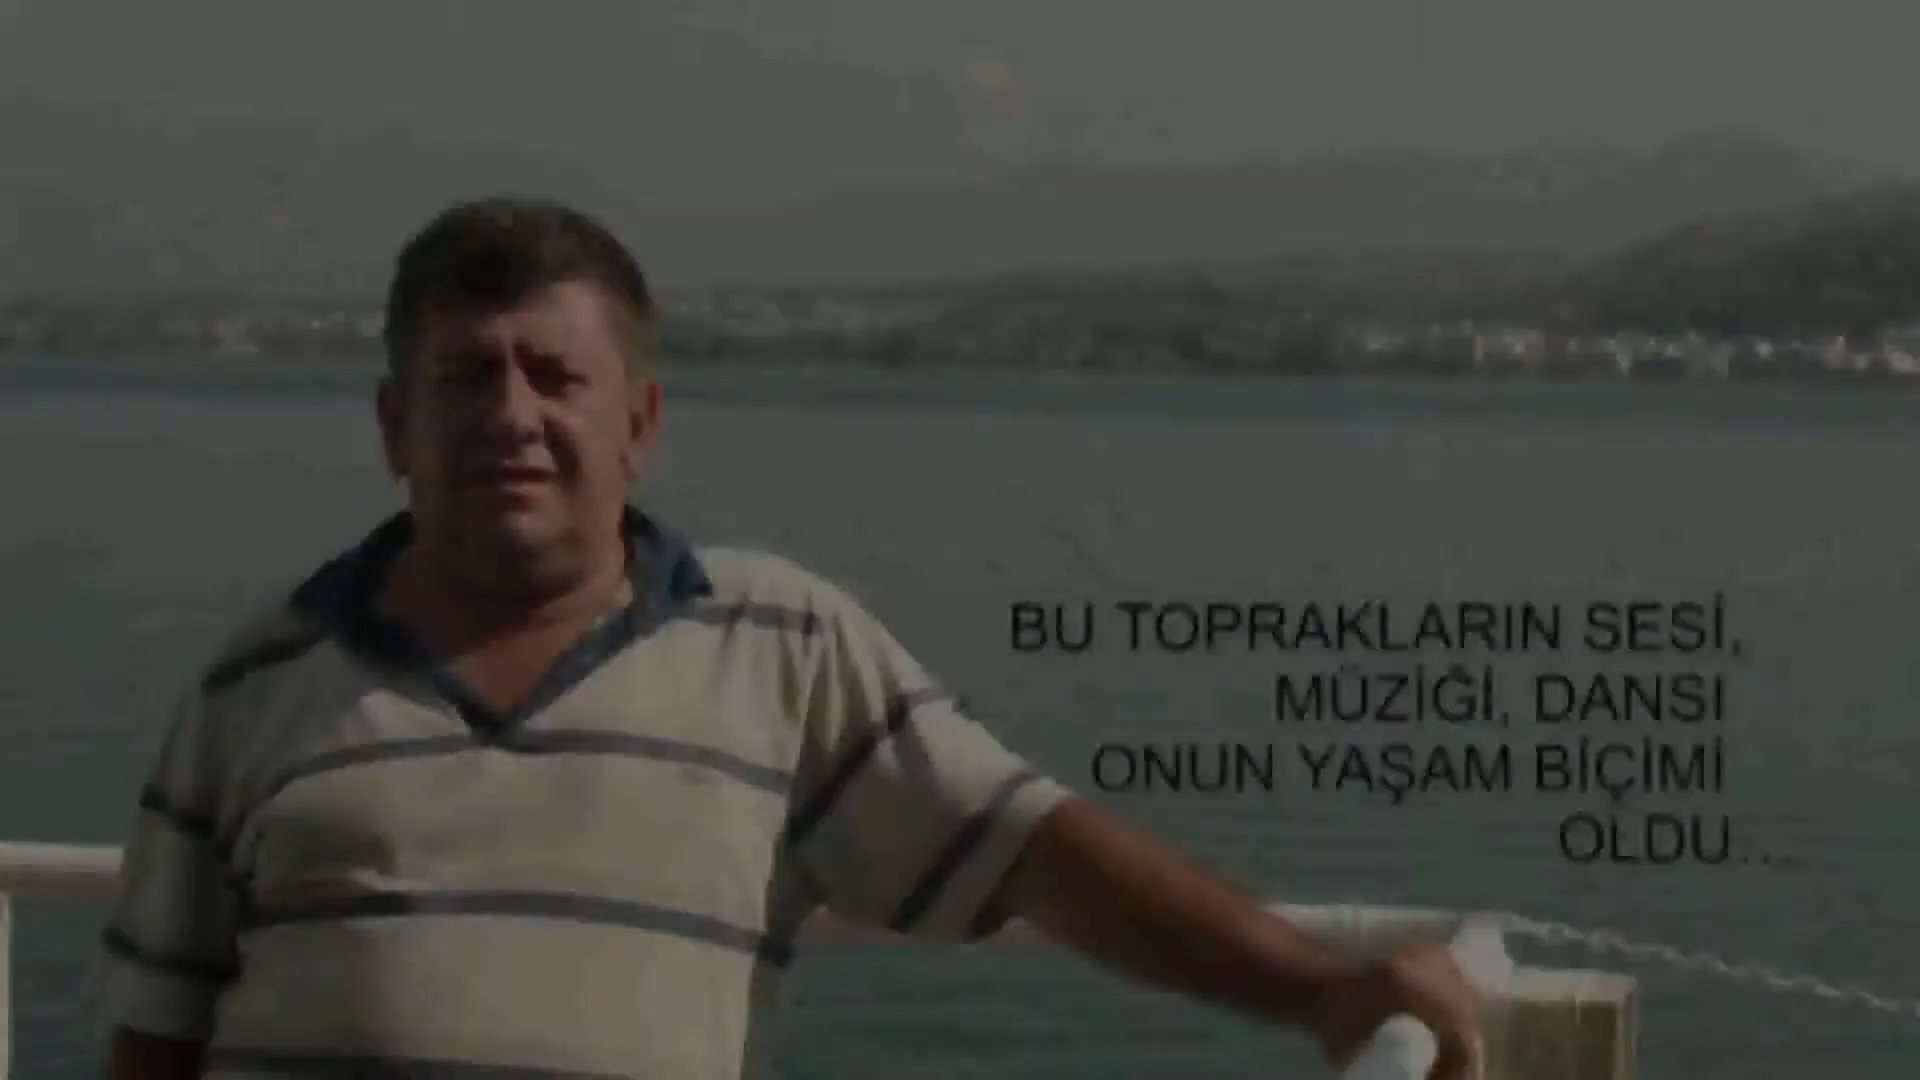 BU TOPRAKLARIN SESİ,
MÜZİĞİ, DANSI
ONUN YAŞAM BİÇİMİ
OLDU...